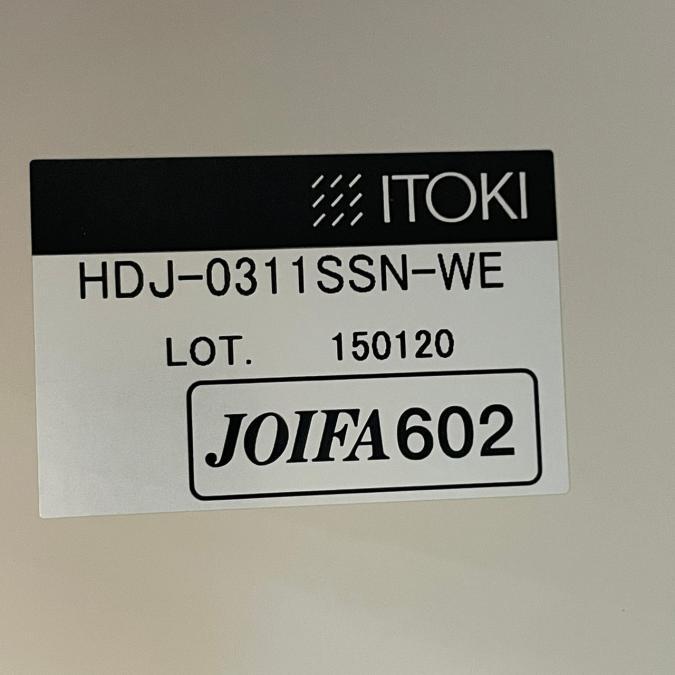 ITOKI
HDJ-0311SSN-WE
LOT. 150120
JOIFA602